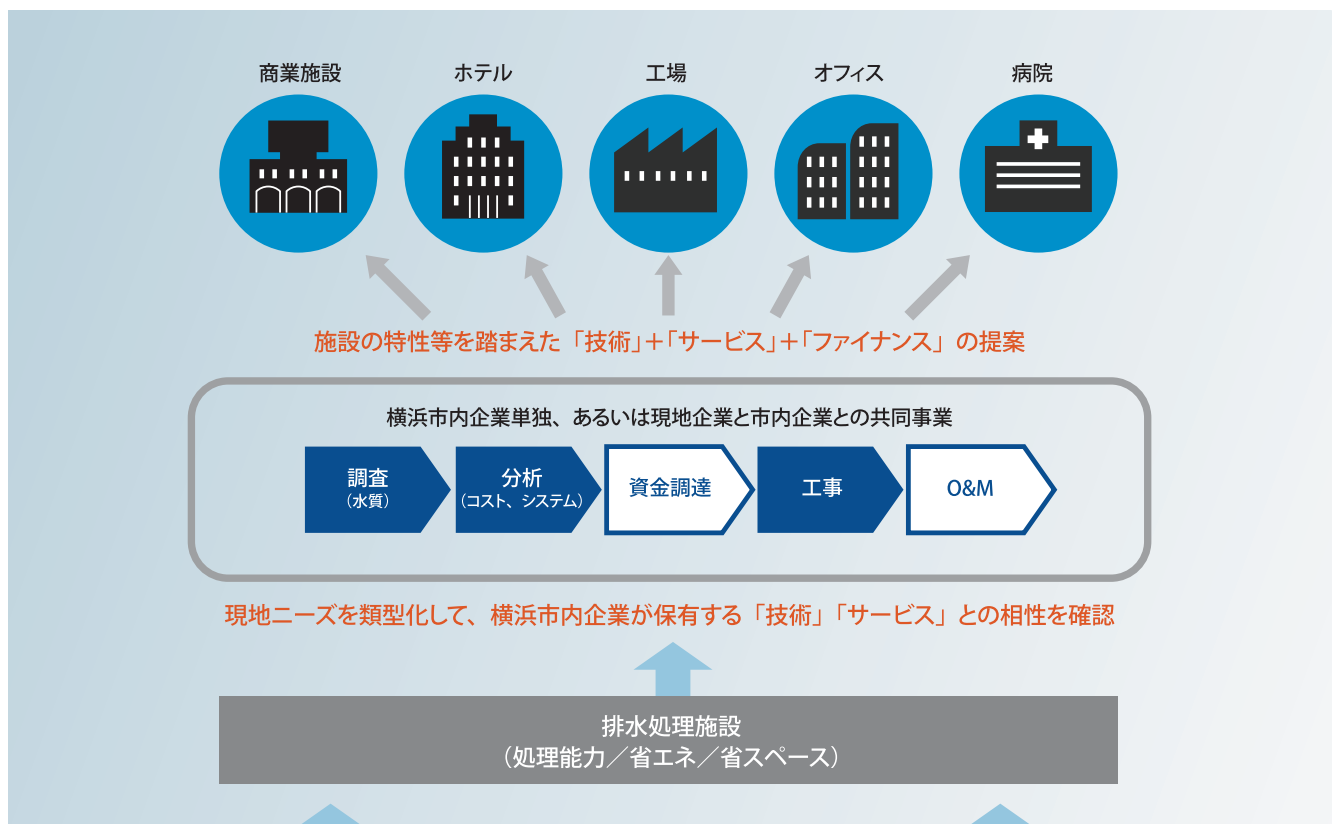 商業施設
ホテル
工場
オフィス
病院
施設の特性等を踏まえた「技術」+「サービス」+「ファイナンス」の提案
横浜市内企業単独、あるいは現地企業と市内企業との共同事業
調査
(水質)
分析
(コスト、システム)
資金調達
工事
O&M
現地ニーズを類型化して、横浜市内企業が保有する「技術」「サービス」との相性を確認
排水処理施設
(処理能力/省エネ/省スペース)